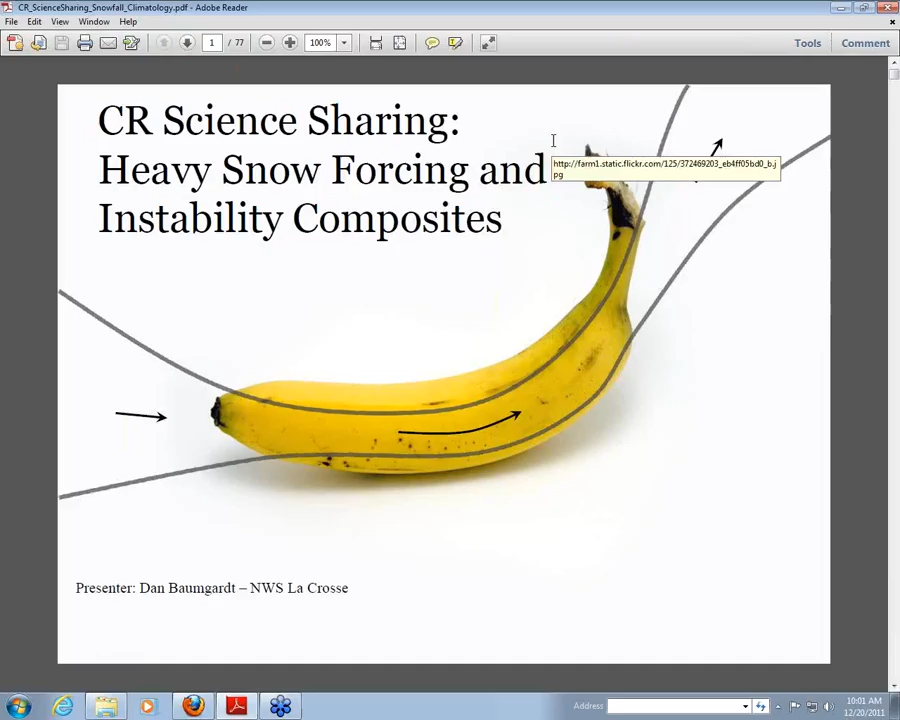 CR_ScienceSharing_Snowfall_Climatology.pdf - Adobe Reader
File Edit View Window Help
1 / 77 100% Tools Comment
CR Science Sharing:
Heavy Snow Forcing and
Instability Composites
http://farm1.static.flickr.com/125/372469203_eb4ff05bd0_b.j
pg
Presenter: Dan Baumgardt – NWS La Crosse
Address 10:01 AM
12/20/2011